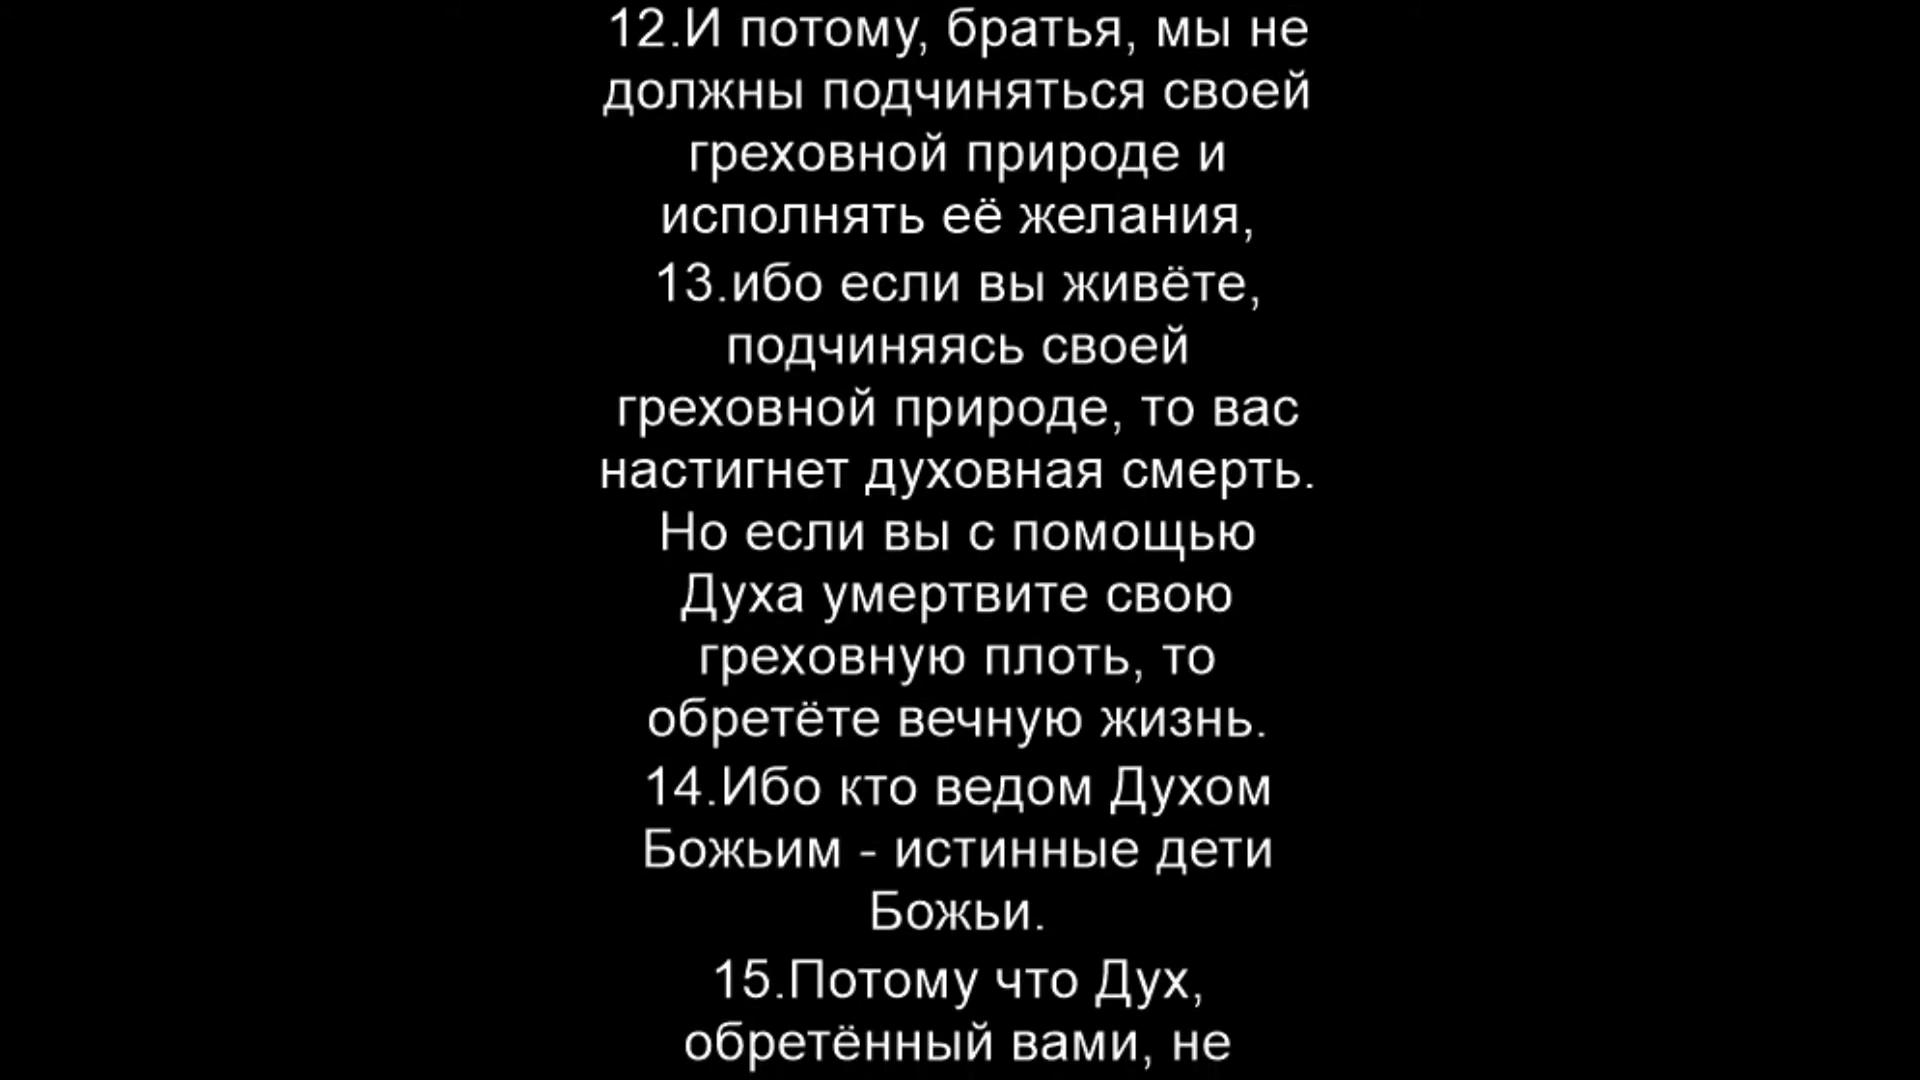 12.И потому, братья, мы не
должны подчиняться своей
греховной природе и
исполнять её желания,
13.ибо если вы живёте,
подчиняясь своей
греховной природе, то вас
настигнет духовная смерть.
Но если вы с помощью
Духа умертвите свою
греховную плоть, то
обретёте вечную жизнь.
14.Ибо кто ведом Духом
Божьим - истинные дети
Божьи.
15.Потому что Дух,
обретённый вами, не